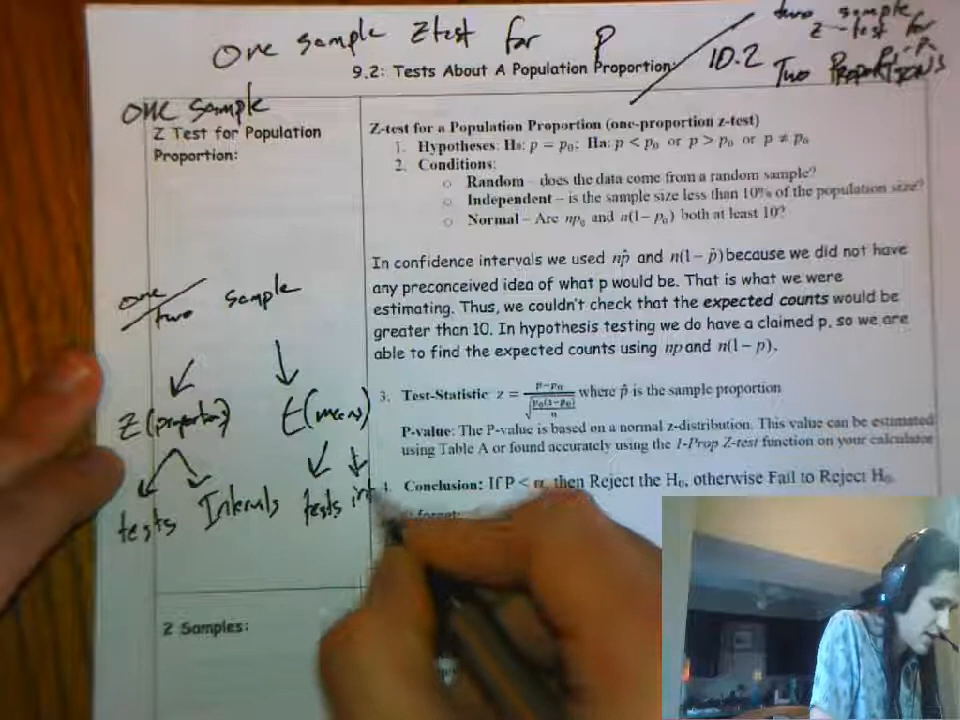 One sample Z test for p
two sample
z-test for
P₁-P₂
10.2 Two Proportions
9.2: Tests About A Population Proportion
one sample
Z Test for Population
Proportion:
Z-test for a Population Proportion (one-proportion z-test)
1. Hypotheses: H₀: p = p₀; Ha: p < p₀ or p > p₀ or p ≠ p₀
2. Conditions:
○ Random – does the data come from a random sample?
○ Independent – is the sample size less than 10% of the population size?
○ Normal – Are np₀ and n(1 – p₀) both at least 10?
In confidence intervals we used np̂ and n(1 – p̂) because we did not have
any preconceived idea of what p would be. That is what we were
estimating. Thus, we couldn't check that the expected counts would be
greater than 10. In hypothesis testing we do have a claimed p, so we are
able to find the expected counts using np and n(1 – p).
one
two sample
Z (proportion) t (means)
tests Intervals tests int
3. Test-Statistic z = (p̂−p₀)/√(p₀(1−p₀)/n) where p̂ is the sample proportion
P-value: The P-value is based on a normal z-distribution. This value can be estimated
using Table A or found accurately using the 1-Prop Z-test function on your calculator
4. Conclusion: If P < α, then Reject the H₀, otherwise Fail to Reject H₀.
format:
2 Samples: